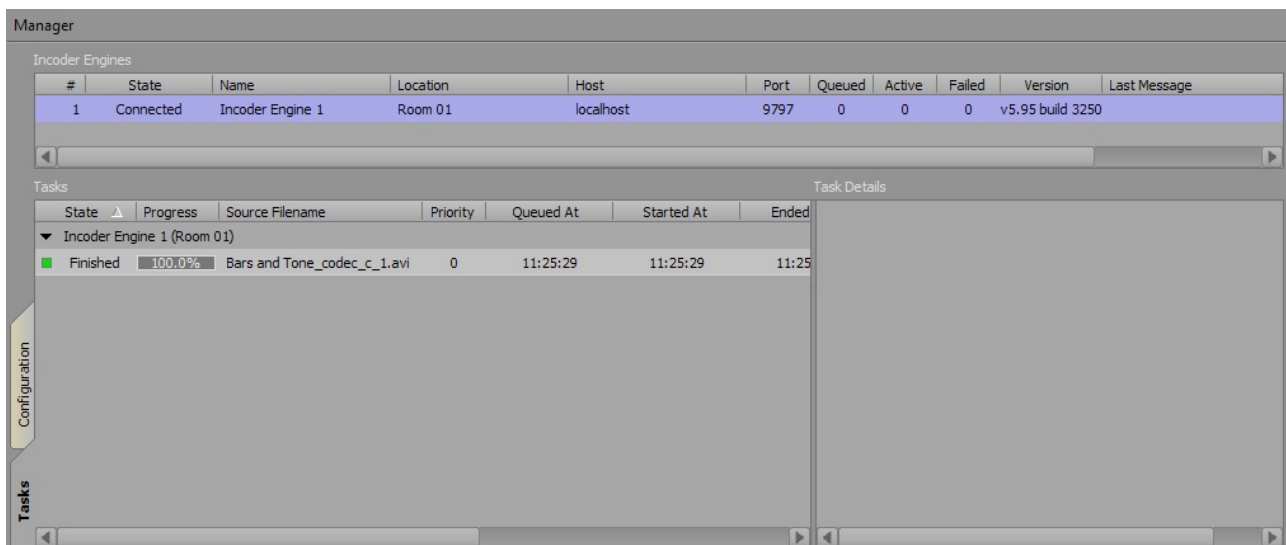 Manager
Incoder Engines
# State Name Location Host Port Queued Active Failed Version Last Message
1 Connected Incoder Engine 1 Room 01 localhost 9797 0 0 0 v5.95 build 3250
Tasks
State Progress Source Filename Priority Queued At Started At Ended
Incoder Engine 1 (Room 01)
Finished 100.0% Bars and Tone_codec_c_1.avi 0 11:25:29 11:25:29 11:25
Task Details
Configuration
Tasks